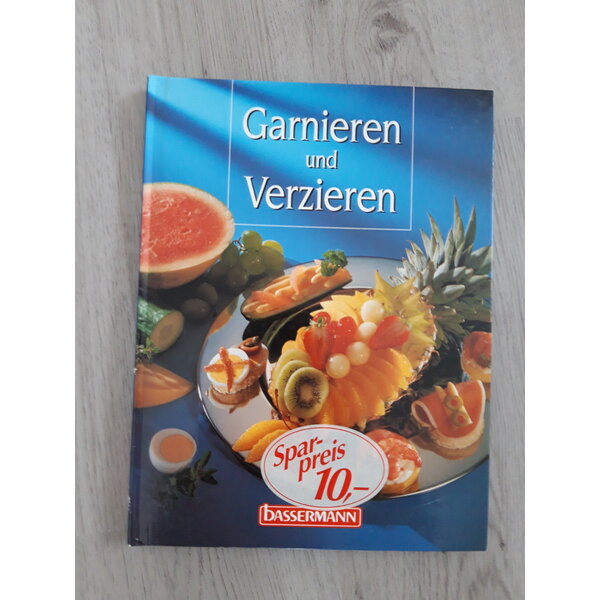 Garnieren
und
Verzieren
Spar-
preis
10,-
bassermann